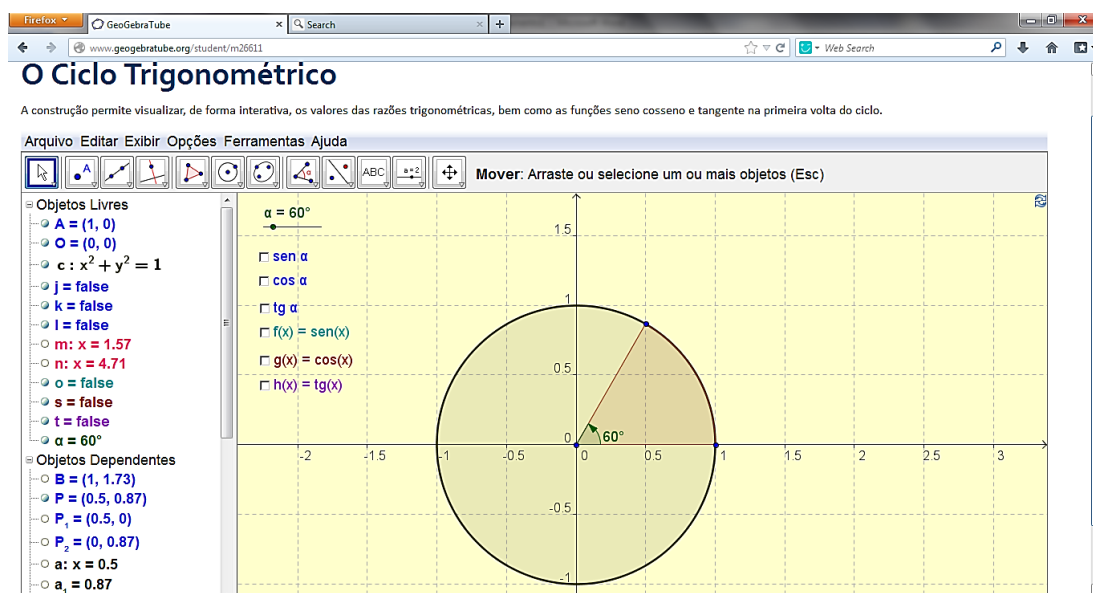 Firefox
GeoGebraTube
Search
www.geogebratube.org/student/m26611
Web Search
O Ciclo Trigonométrico
A construção permite visualizar, de forma interativa, os valores das razões trigonométricas, bem como as funções seno cosseno e tangente na primeira volta do ciclo.
Arquivo Editar Exibir Opções Ferramentas Ajuda
A
α
ABC
a=2
Mover: Arraste ou selecione um ou mais objetos (Esc)
Objetos Livres
A = (1, 0)
O = (0, 0)
c : x² + y² = 1
j = false
k = false
l = false
m: x = 1.57
n: x = 4.71
o = false
s = false
t = false
α = 60°
Objetos Dependentes
B = (1, 1.73)
P = (0.5, 0.87)
P₁ = (0.5, 0)
P₂ = (0, 0.87)
a: x = 0.5
a₁ = 0.87
α = 60°
sen α
cos α
tg α
f(x) = sen(x)
g(x) = cos(x)
h(x) = tg(x)
1.5
1
0.5
0
60°
-2 -1.5 -1 -0.5 0 0.5 1 1.5 2 2.5 3
-0.5
-1